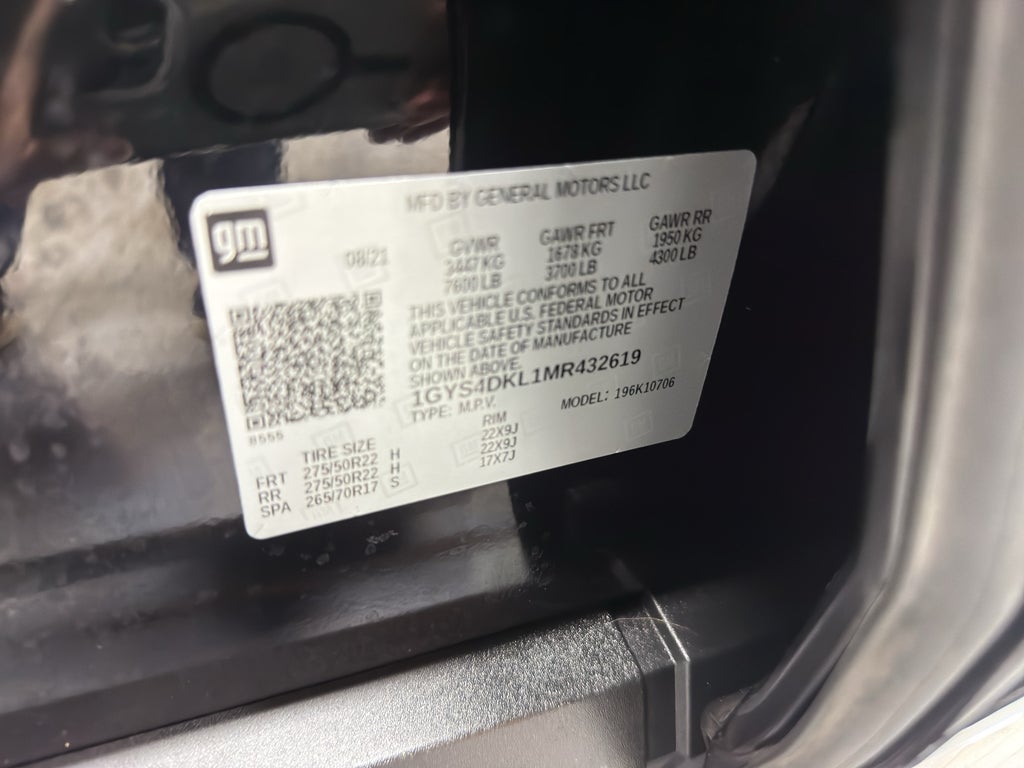 MFD BY GENERAL MOTORS LLC
gm
08/21
GVWR GAWR FRT GAWR RR
3447 KG 1678 KG 1950 KG
7600 LB 3700 LB 4300 LB
THIS VEHICLE CONFORMS TO ALL
APPLICABLE U.S. FEDERAL MOTOR
VEHICLE SAFETY STANDARDS IN EFFECT
ON THE DATE OF MANUFACTURE
SHOWN ABOVE.
1GYS4DKL1MR432619
TYPE: M.P.V. MODEL: 196K10706
8555
TIRE SIZE RIM
FRT 275/50R22 H 22X9J
RR 275/50R22 H 22X9J
SPA 265/70R17 S 17X7J